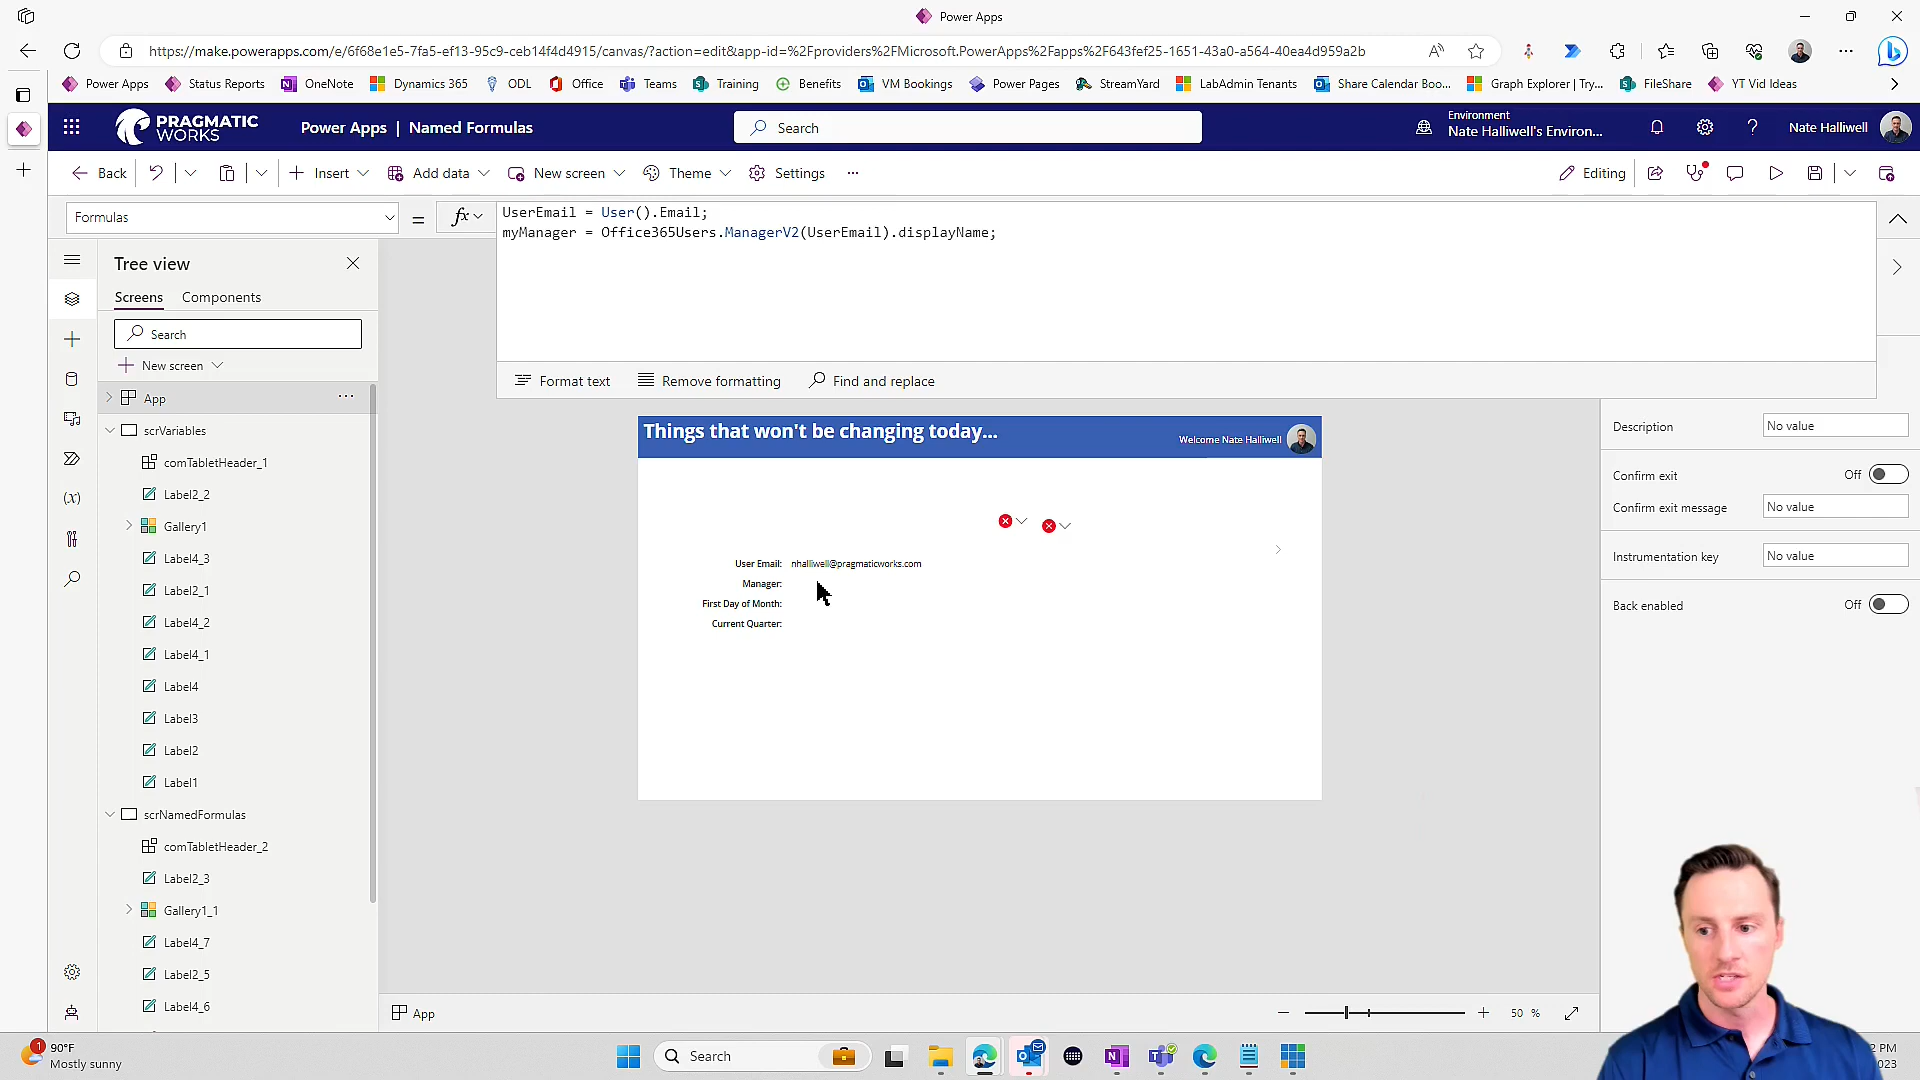 Power Apps
https://make.powerapps.com/e/6f68e1e5-7fa5-ef13-95c9-ceb14f4d4915/canvas/?action=edit&app-id=%2Fproviders%2FMicrosoft.PowerApps%2Fapps%2F643fef25-1651-43a0-a564-40ea4d959a2b
Power Apps Status Reports OneNote Dynamics 365 ODL Office Teams Training Benefits VM Bookings Power Pages StreamYard LabAdmin Tenants Share Calendar Boo... Graph Explorer | Try... FileShare YT Vid Ideas
PRAGMATIC WORKS
Power Apps | Named Formulas
Search
Environment
Nate Halliwell's Environ...
Nate Halliwell
Back Insert Add data New screen Theme Settings ... Editing
Formulas = fx
UserEmail = User().Email;
myManager = Office365Users.ManagerV2(UserEmail).displayName;
Format text Remove formatting Find and replace
Tree view
Screens Components
Search
New screen
App ...
scrVariables
comTabletHeader_1
Label2_2
Gallery1
Label4_3
Label2_1
Label4_2
Label4_1
Label4
Label3
Label2
Label1
scrNamedFormulas
comTabletHeader_2
Label2_3
Gallery1_1
Label4_7
Label2_5
Label4_6
Things that won't be changing today...
Welcome Nate Halliwell
User Email: nhalliwell@pragmaticworks.com
Manager:
First Day of Month:
Current Quarter:
Description No value
Confirm exit Off
Confirm exit message No value
Instrumentation key No value
Back enabled Off
App
50 %
1
90°F
Mostly sunny
Search
2 PM
023